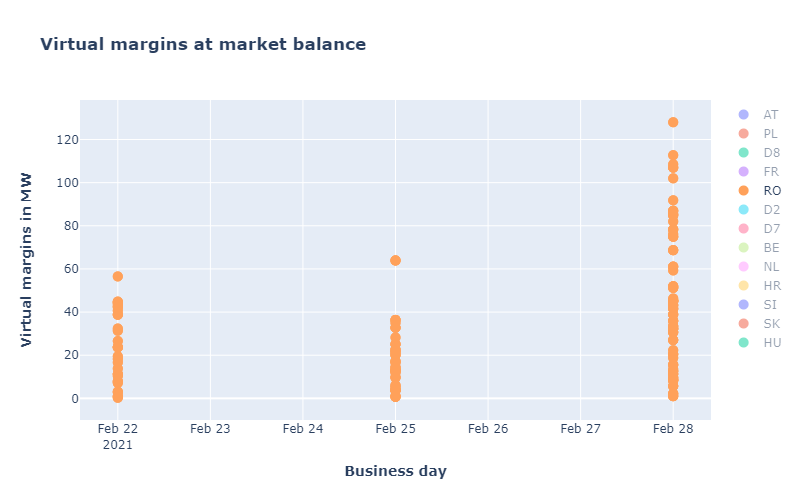 Virtual margins at market balance
120
100
80
60
40
20
0
Virtual margins in MW
Feb 22
2021
Feb 23
Feb 24
Feb 25
Feb 26
Feb 27
Feb 28
Business day
AT
PL
D8
FR
RO
D2
D7
BE
NL
HR
SI
SK
HU